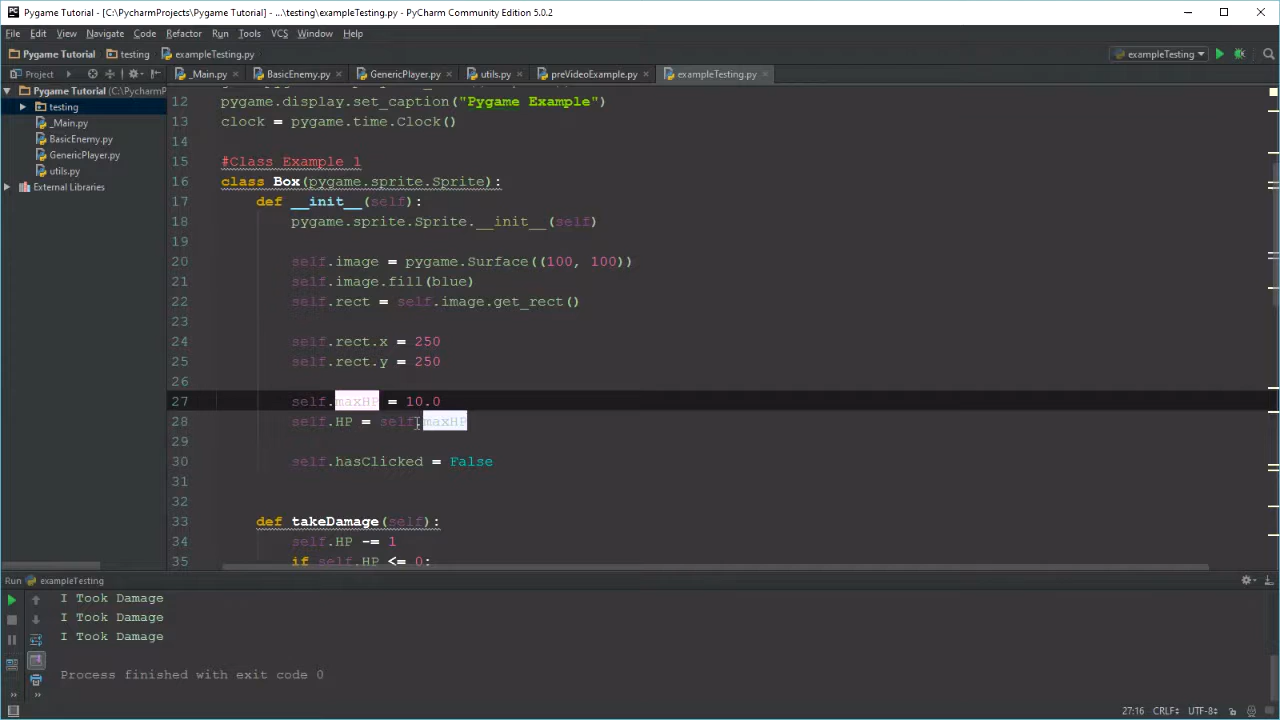 Pygame Tutorial - [C:\PycharmProjects\Pygame Tutorial] - ...\testing\exampleTesting.py - PyCharm Community Edition 5.0.2
File Edit View Navigate Code Refactor Run Tools VCS Window Help
Pygame Tutorial testing exampleTesting.py exampleTesting
Project _Main.py BasicEnemy.py GenericPlayer.py utils.py preVideoExample.py exampleTesting.py
Pygame Tutorial (C:\PycharmP
testing
_Main.py
BasicEnemy.py
GenericPlayer.py
utils.py
External Libraries
12 pygame.display.set_caption("Pygame Example")
13 clock = pygame.time.Clock()
14
15 #Class Example 1
16 class Box(pygame.sprite.Sprite):
17 def __init__(self):
18 pygame.sprite.Sprite.__init__(self)
19
20 self.image = pygame.Surface((100, 100))
21 self.image.fill(blue)
22 self.rect = self.image.get_rect()
23
24 self.rect.x = 250
25 self.rect.y = 250
26
27 self.maxHP = 10.0
28 self.HP = self.maxHP
29
30 self.hasClicked = False
31
32
33 def takeDamage(self):
34 self.HP -= 1
35 if self.HP <= 0:
Run exampleTesting
I Took Damage
I Took Damage
I Took Damage
Process finished with exit code 0
27:16 CRLF UTF-8